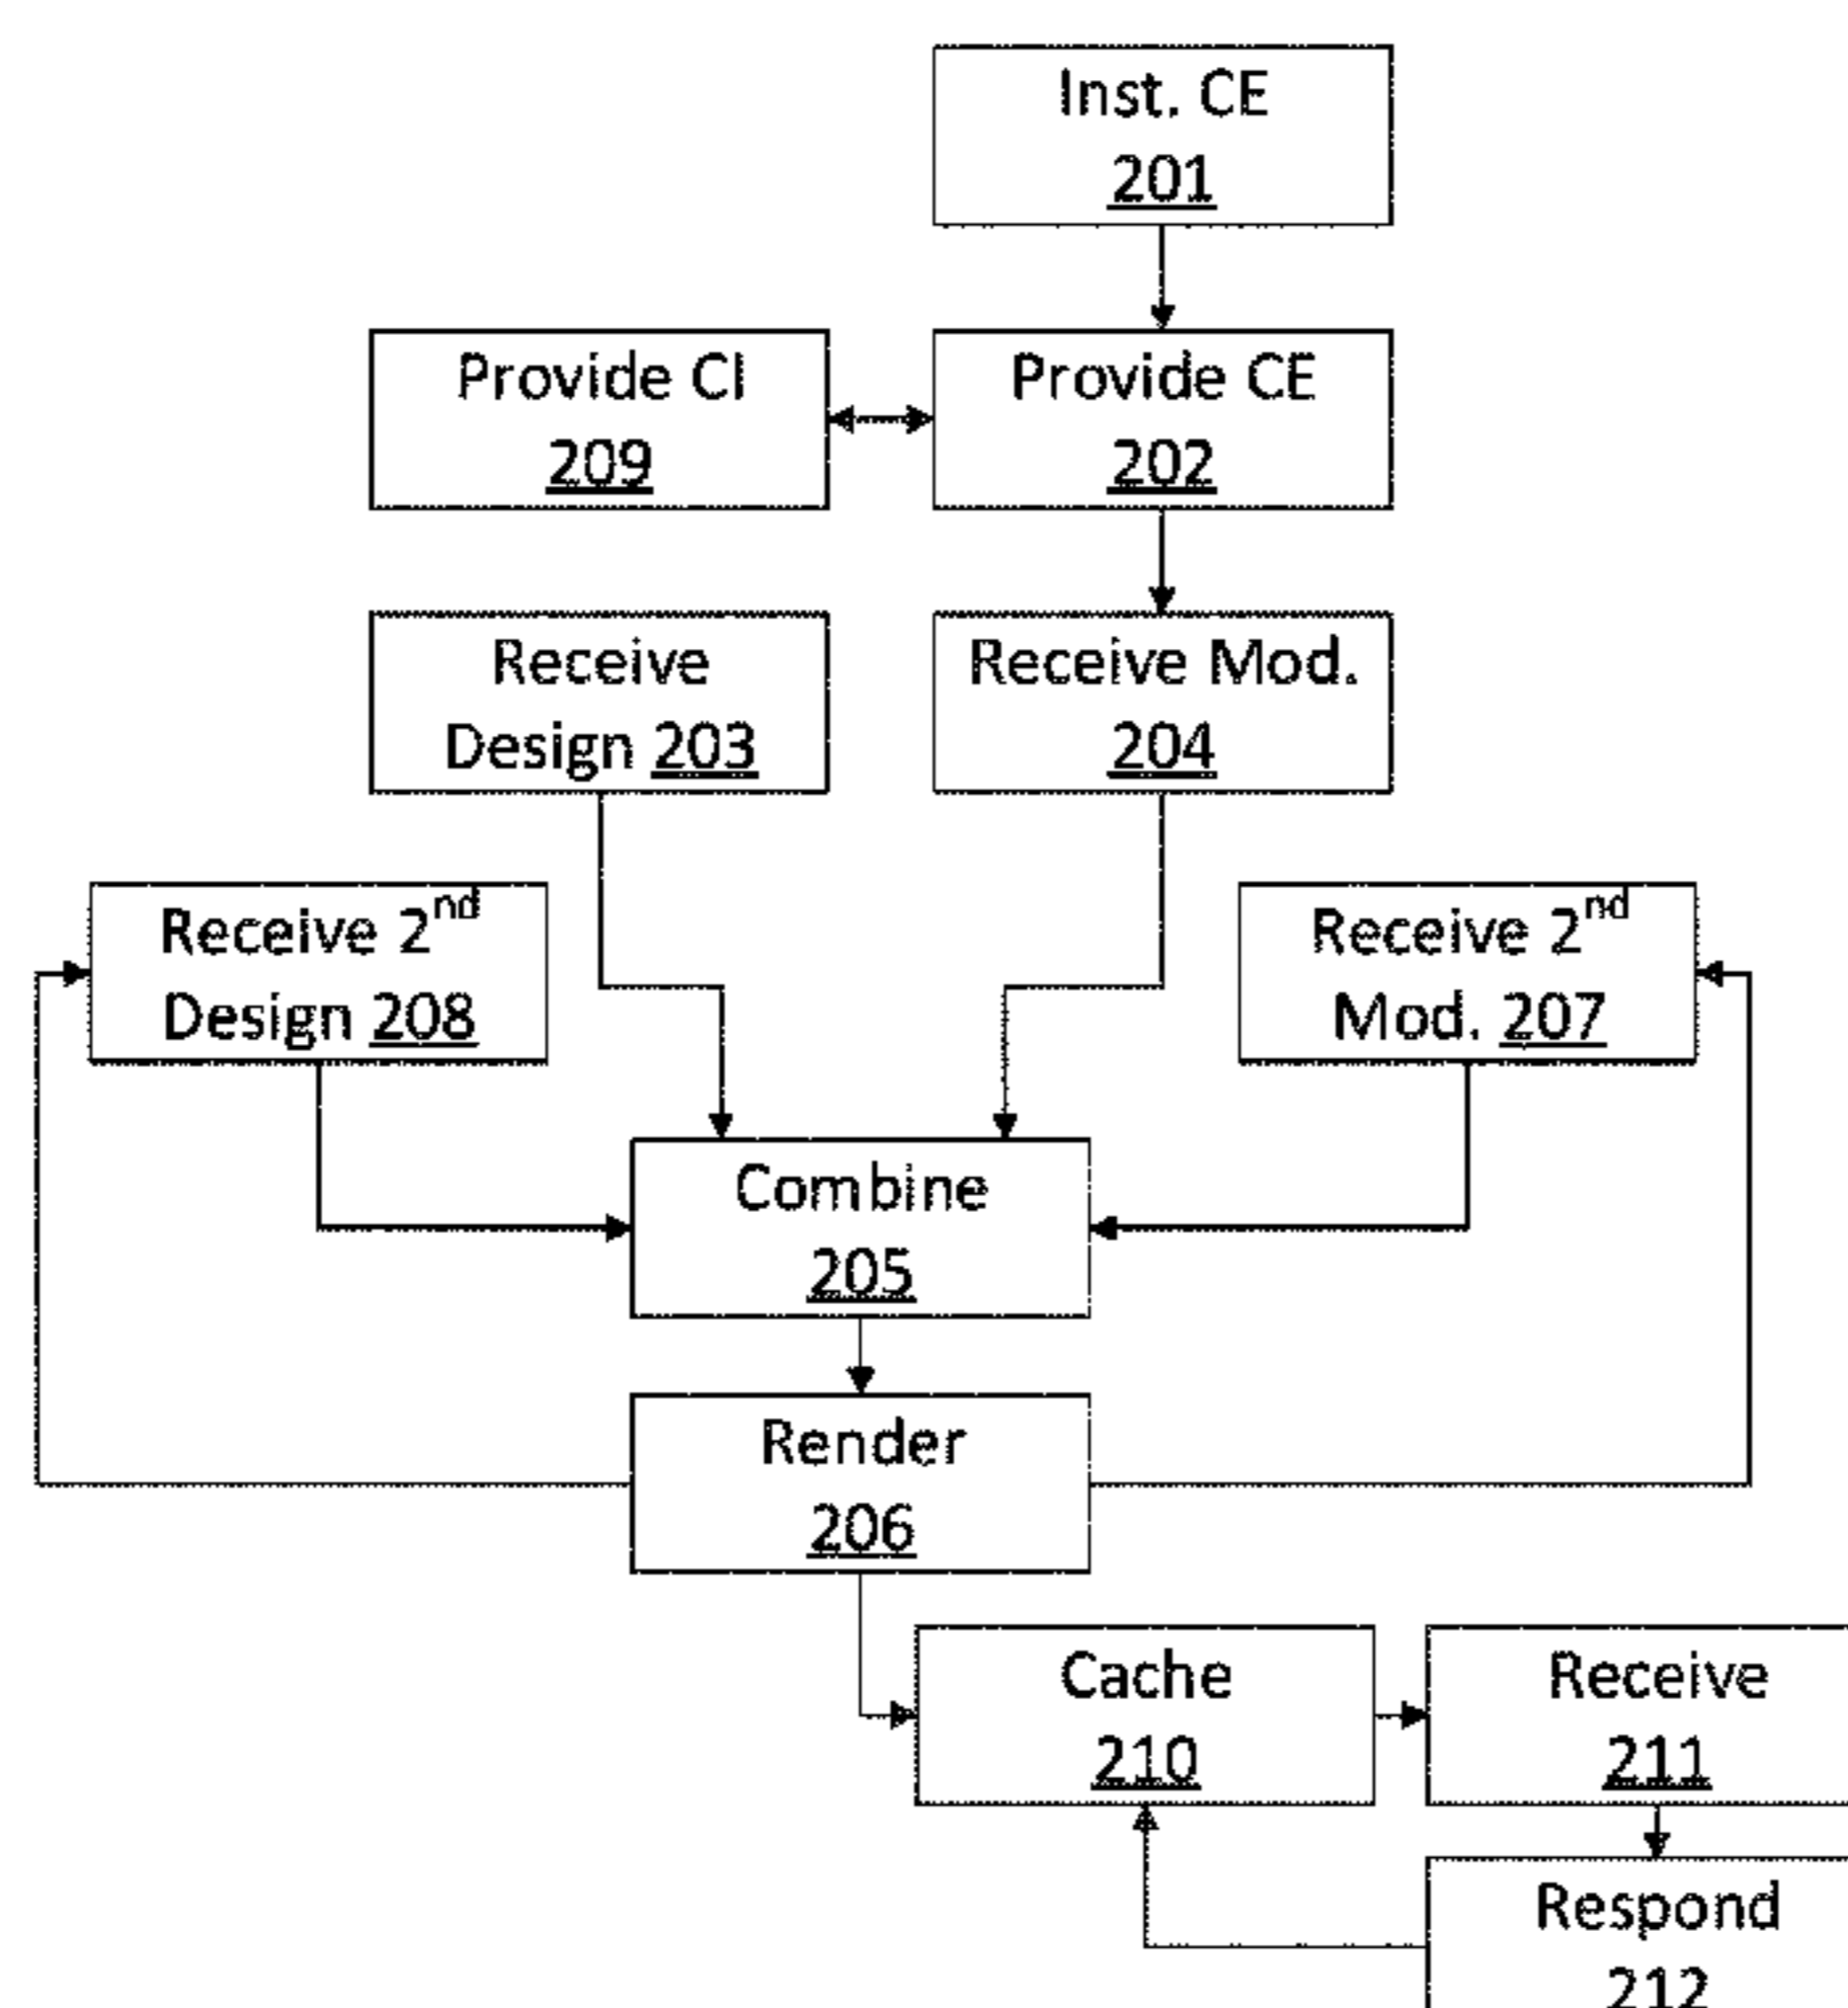 Inst. CE
201
Provide CI
209
Provide CE
202
Receive
Design 203
Receive Mod.
204
Receive 2nd
Design 208
Receive 2nd
Mod. 207
Combine
205
Render
206
Cache
210
Receive
211
Respond
212